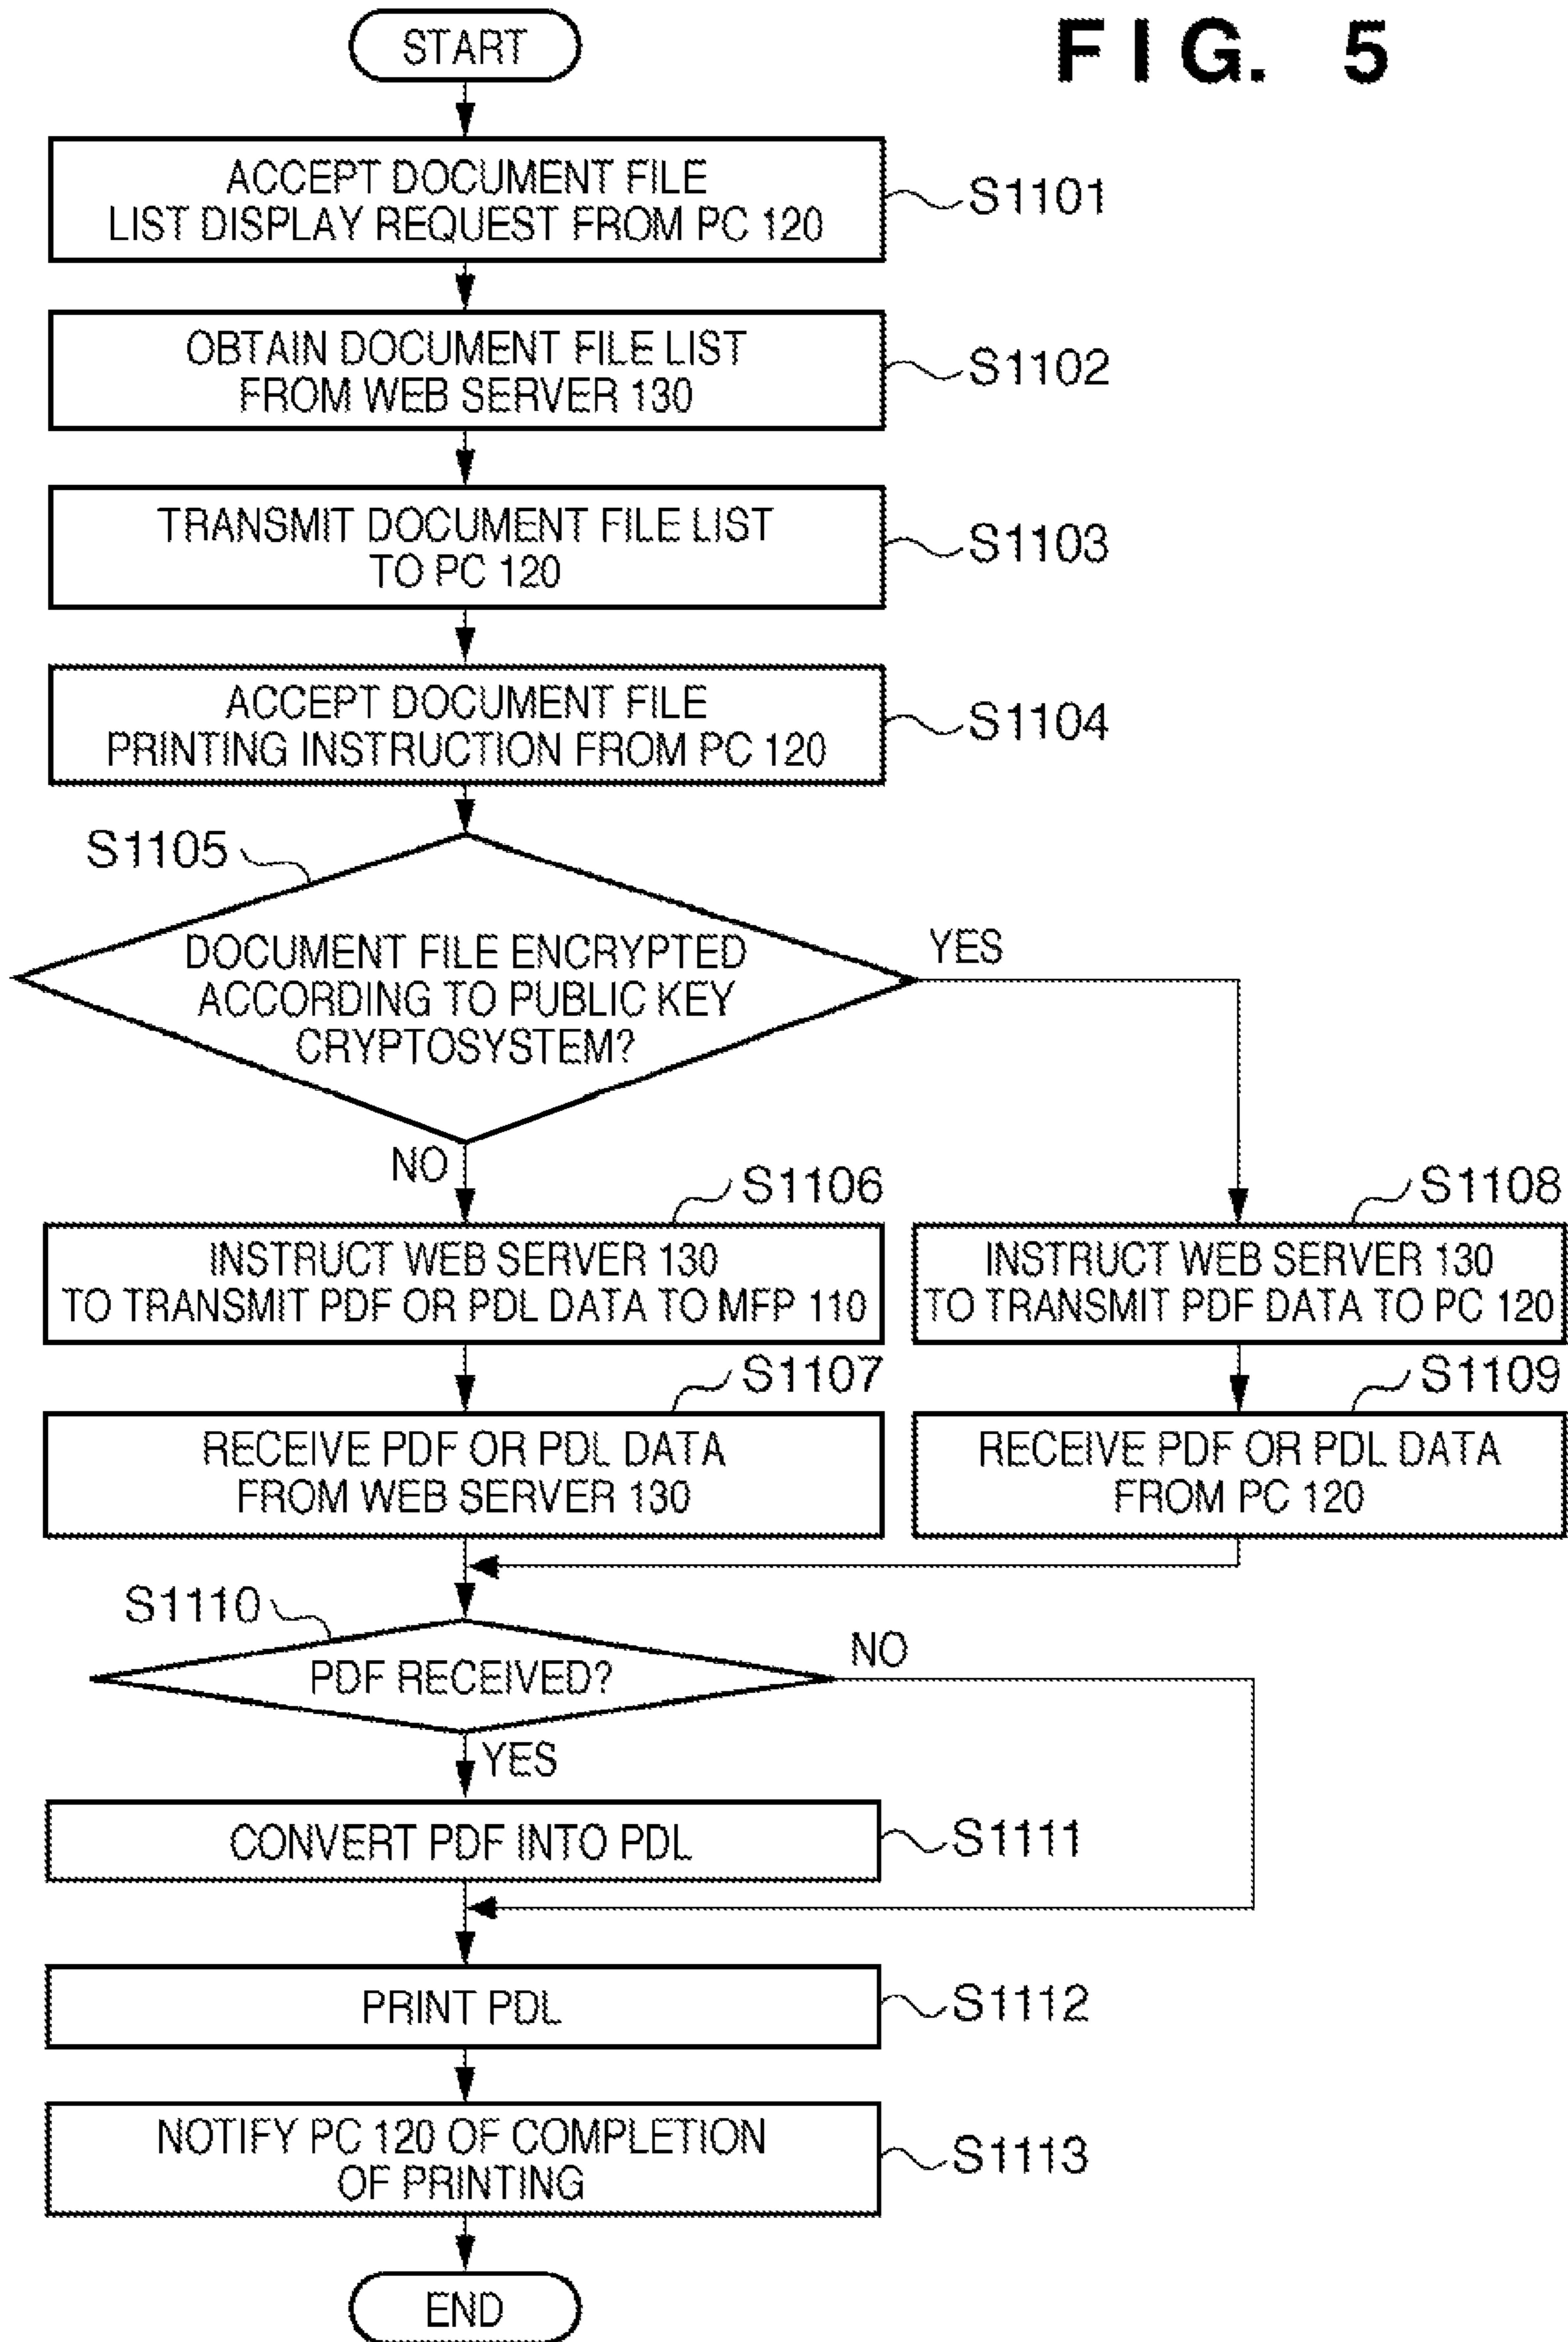 FIG. 5
START
ACCEPT DOCUMENT FILE
LIST DISPLAY REQUEST FROM PC 120
S1101
OBTAIN DOCUMENT FILE LIST
FROM WEB SERVER 130
S1102
TRANSMIT DOCUMENT FILE LIST
TO PC 120
S1103
ACCEPT DOCUMENT FILE
PRINTING INSTRUCTION FROM PC 120
S1104
S1105
DOCUMENT FILE ENCRYPTED
ACCORDING TO PUBLIC KEY
CRYPTOSYSTEM?
YES
NO
S1106
INSTRUCT WEB SERVER 130
TO TRANSMIT PDF OR PDL DATA TO MFP 110
S1108
INSTRUCT WEB SERVER 130
TO TRANSMIT PDF DATA TO PC 120
S1107
RECEIVE PDF OR PDL DATA
FROM WEB SERVER 130
S1109
RECEIVE PDF OR PDL DATA
FROM PC 120
S1110
PDF RECEIVED?
NO
YES
CONVERT PDF INTO PDL
S1111
PRINT PDL
S1112
NOTIFY PC 120 OF COMPLETION
OF PRINTING
S1113
END